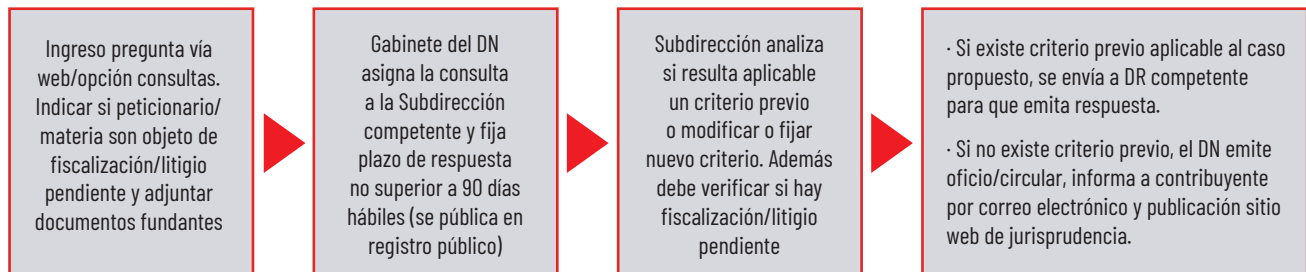 Ingreso pregunta vía
web/opción consultas.
Indicar si peticionario/
materia son objeto de
fiscalización/litigio
pendiente y adjuntar
documentos fundantes
Gabinete del DN
asigna la consulta
a la Subdirección
competente y fija
plazo de respuesta
no superior a 90 días
hábiles (se pública en
registro público)
Subdirección analiza
si resulta aplicable
un criterio previo
o modificar o fijar
nuevo criterio. Además
debe verificar si hay
fiscalización/litigio
pendiente
· Si existe criterio previo aplicable al caso
propuesto, se envía a DR competente
para que emita respuesta.
· Si no existe criterio previo, el DN emite
oficio/circular, informa a contribuyente
por correo electrónico y publicación sitio
web de jurisprudencia.